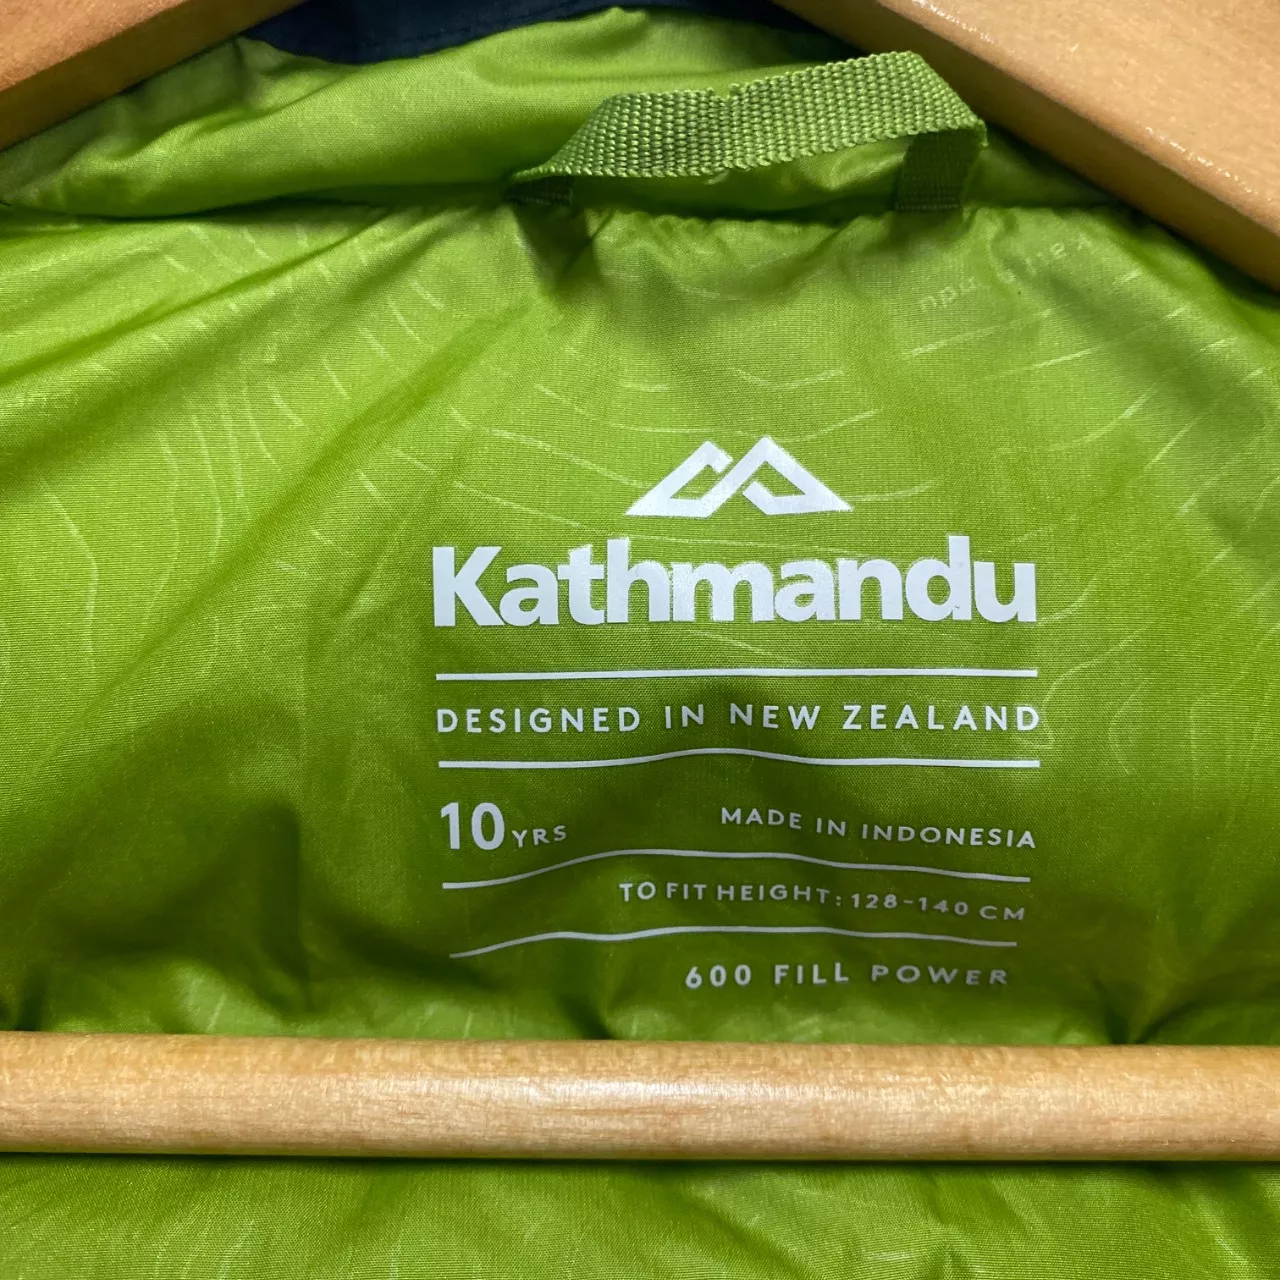 Kathmandu
DESIGNED IN NEW ZEALAND
10 YRS
MADE IN INDONESIA
TO FIT HEIGHT: 128-140 CM
600 FILL POWER